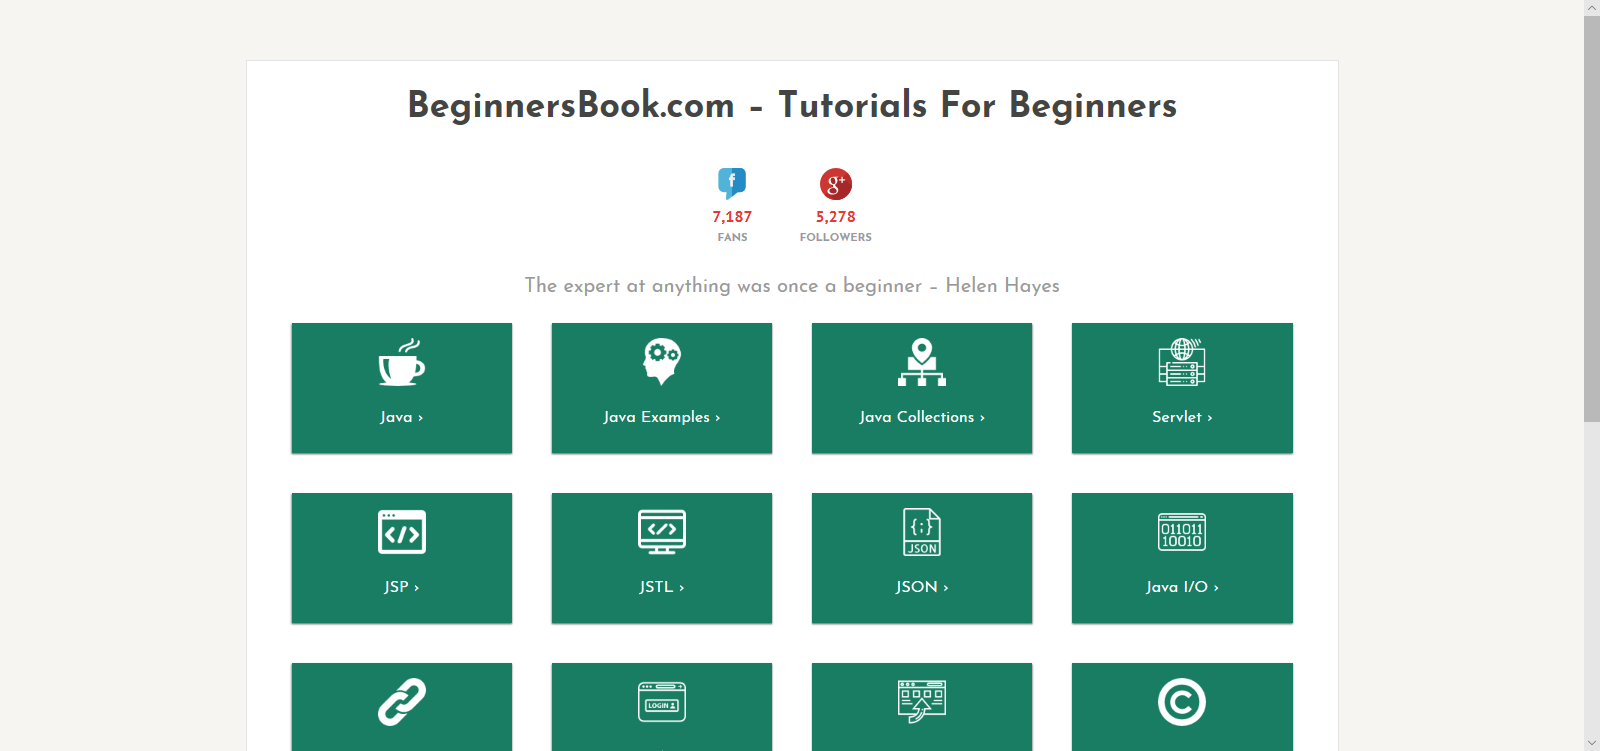 BeginnersBook.com – Tutorials For Beginners
f
g+
7,187
5,278
FANS
FOLLOWERS
The expert at anything was once a beginner – Helen Hayes
Java ›
Java Examples ›
Java Collections ›
Servlet ›
</>
</>
{;}
JSON
011011
10010
JSP ›
JSTL ›
JSON ›
Java I/O ›
LOGIN
C